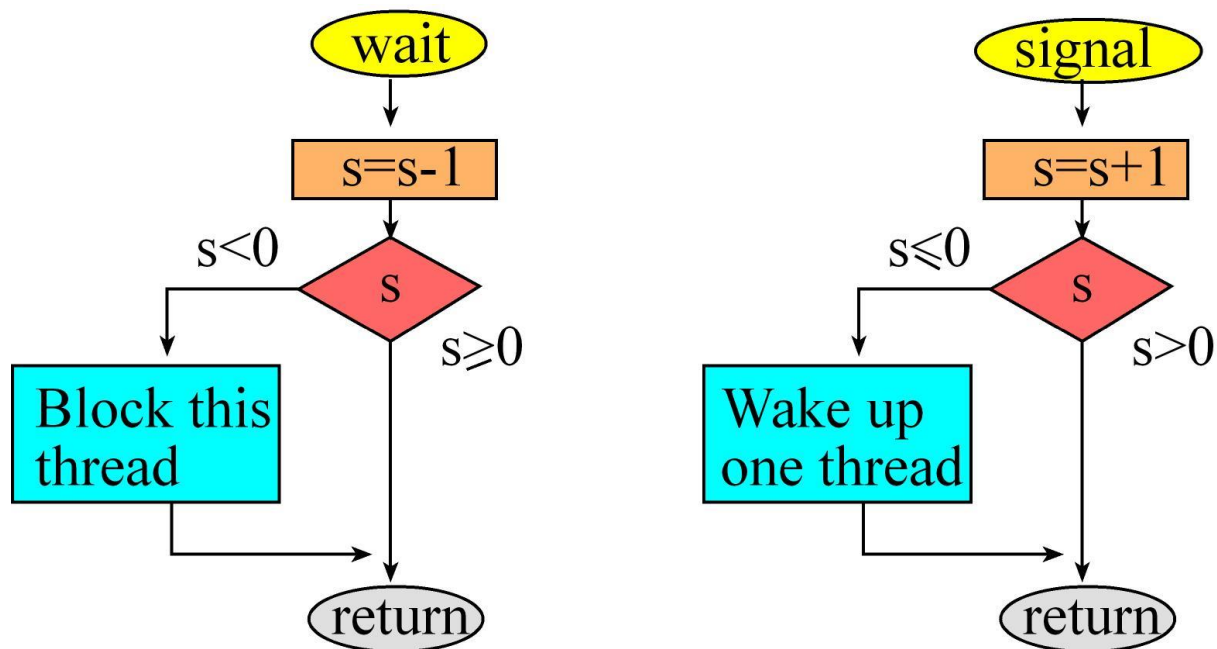 wait
s=s-1
s<0
s
s⩾0
Block this
thread
return
signal
s=s+1
s⩽0
s
s>0
Wake up
one thread
return